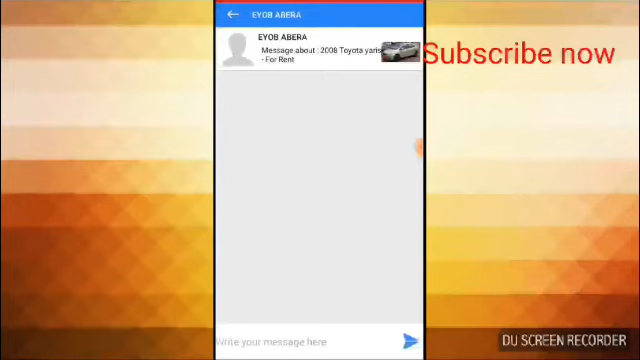 EYOB ABERA
EYOB ABERA
Message about : 2008 Toyota yaris
- For Rent
Subscribe now
Write your message here
DU SCREEN RECORDER